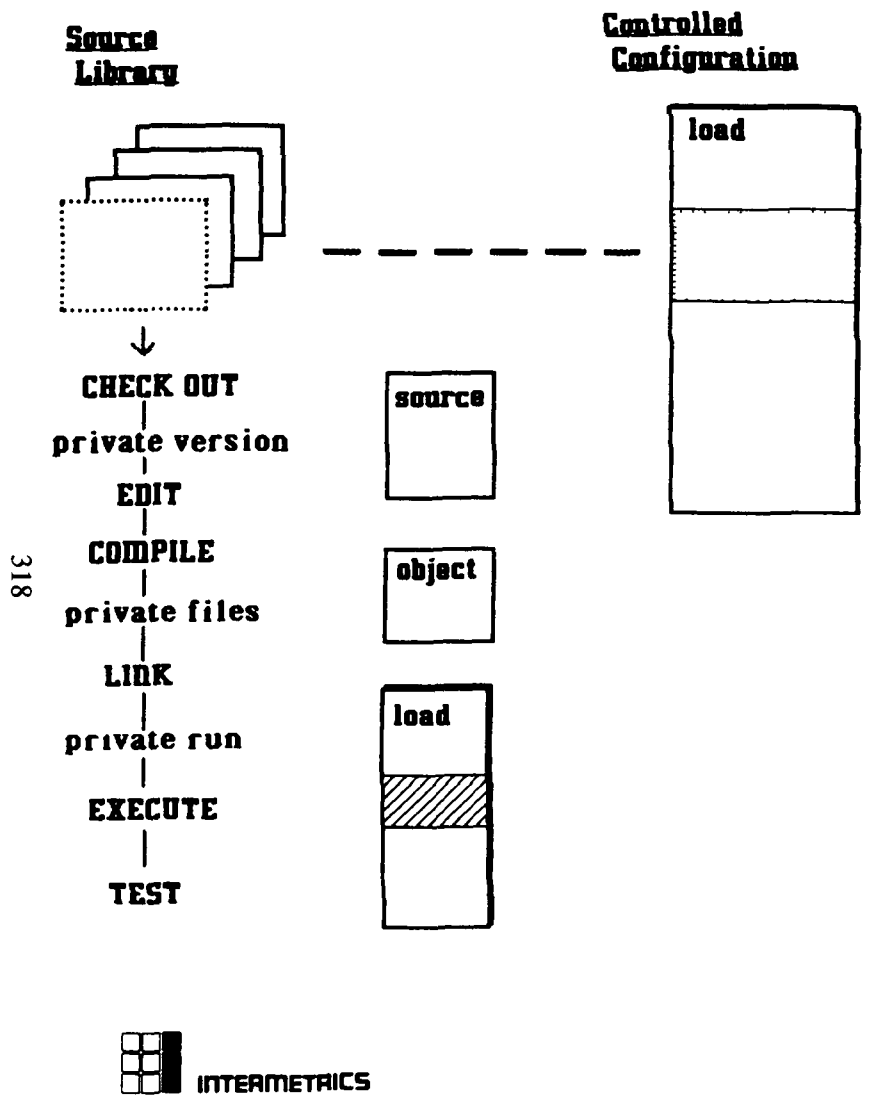 Source
Library
Controlled
Configuration
load
CHECK OUT
private version
EDIT
COMPILE
private files
LINK
private run
EXECUTE
TEST
source
object
load
318
INTERMETRICS